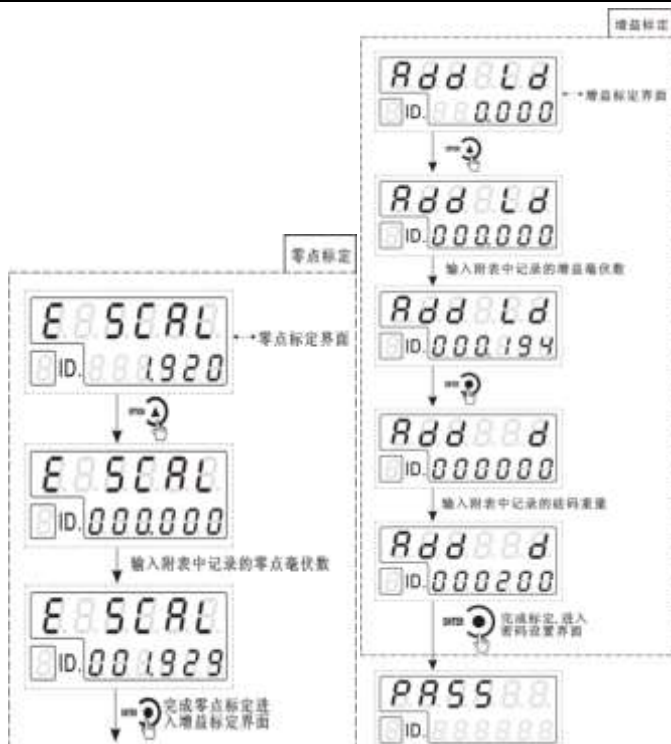 零点标定
E SCAL
ID. 1.920
零点标定界面
E SCAL
ID. 000.000
输入附表中记录的零点毫伏数
E SCAL
ID. 001.929
ENTER
完成零点标定进
入增益标定界面
增益标定
Add Ld
ID. 0.000
增益标定界面
Add Ld
ID. 000.000
输入附表中记录的增益毫伏数
Add Ld
ID. 000.194
ENTER
Add d
ID. 000000
输入附表中记录的砝码重量
Add d
ID. 000200
ENTER
完成标定,进入
密码设置界面
PASS
ID.